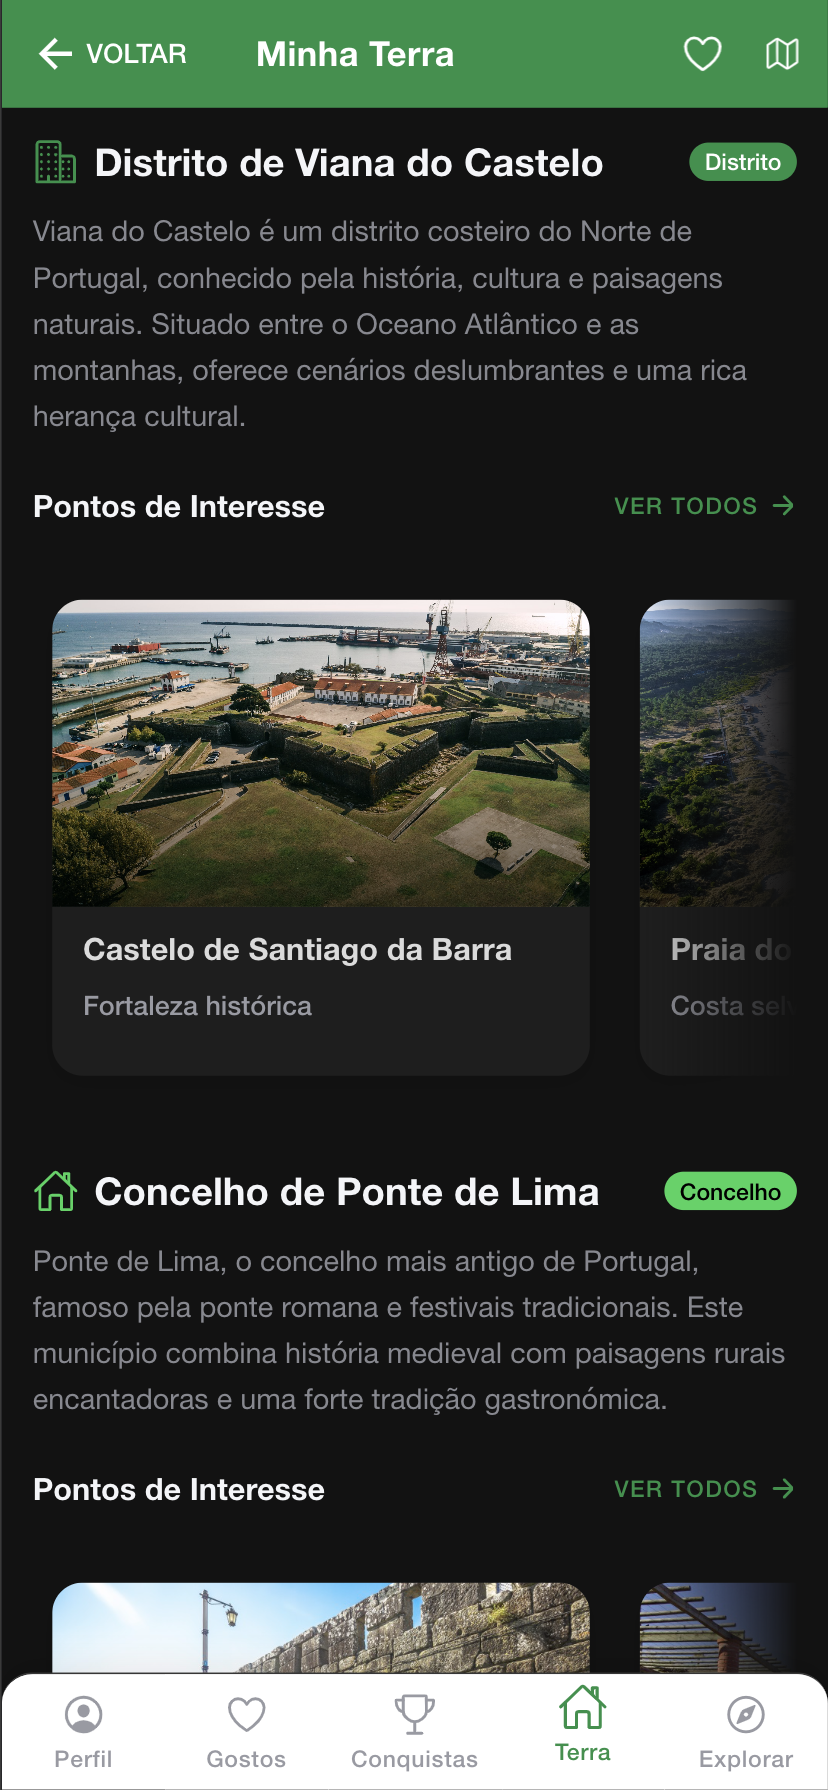 VOLTAR
Minha Terra
Distrito de Viana do Castelo
Distrito
Viana do Castelo é um distrito costeiro do Norte de
Portugal, conhecido pela história, cultura e paisagens
naturais. Situado entre o Oceano Atlântico e as
montanhas, oferece cenários deslumbrantes e uma rica
herança cultural.
Pontos de Interesse
VER TODOS
Castelo de Santiago da Barra
Fortaleza histórica
Praia do
Costa
Concelho de Ponte de Lima
Concelho
Ponte de Lima, o concelho mais antigo de Portugal,
famoso pela ponte romana e festivais tradicionais. Este
município combina história medieval com paisagens rurais
encantadoras e uma forte tradição gastronómica.
Pontos de Interesse
VER TODOS
Perfil
Gostos
Conquistas
Terra
Explorar